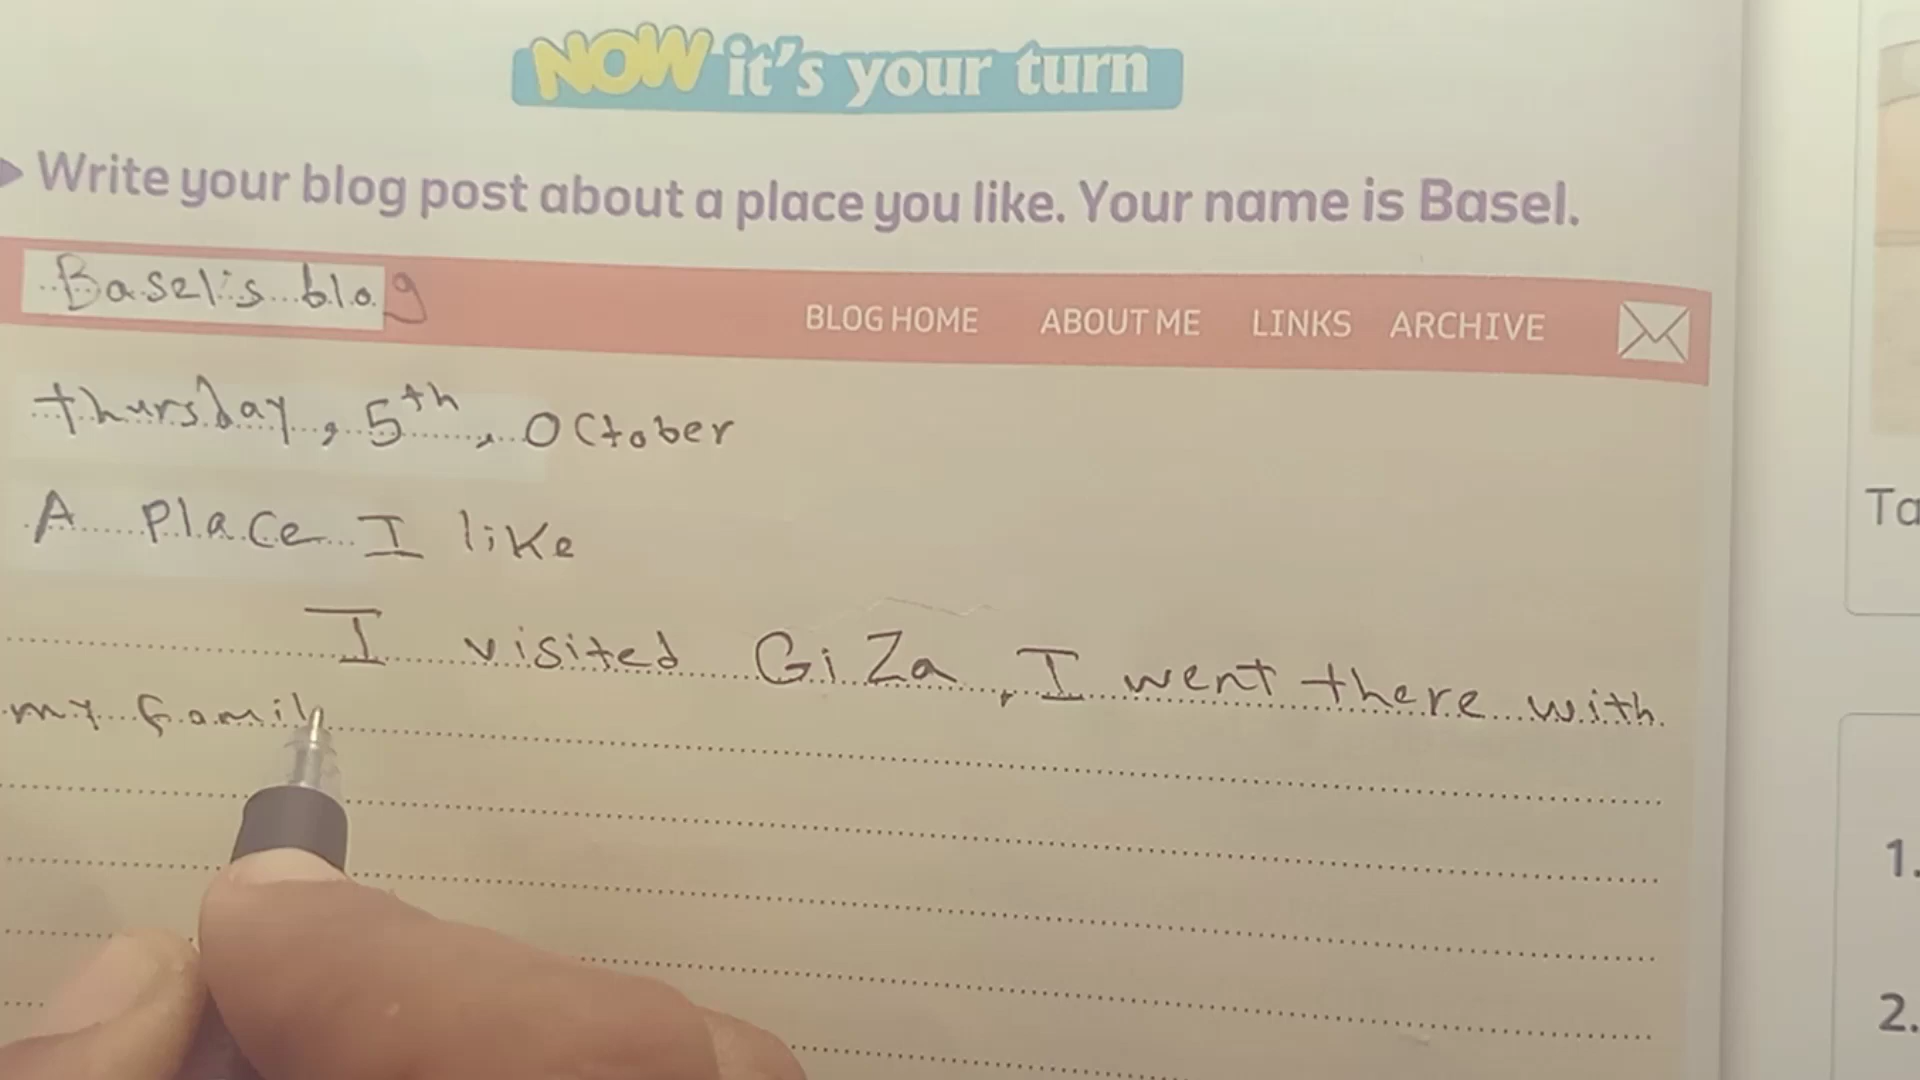 NOW it's your turn
Write your blog post about a place you like. Your name is Basel.
Basel's blog
BLOG HOME ABOUT ME LINKS ARCHIVE
thursday, 5th, October
A place I like
I visited GiZa, I went there with
my family
Ta
1.
2.